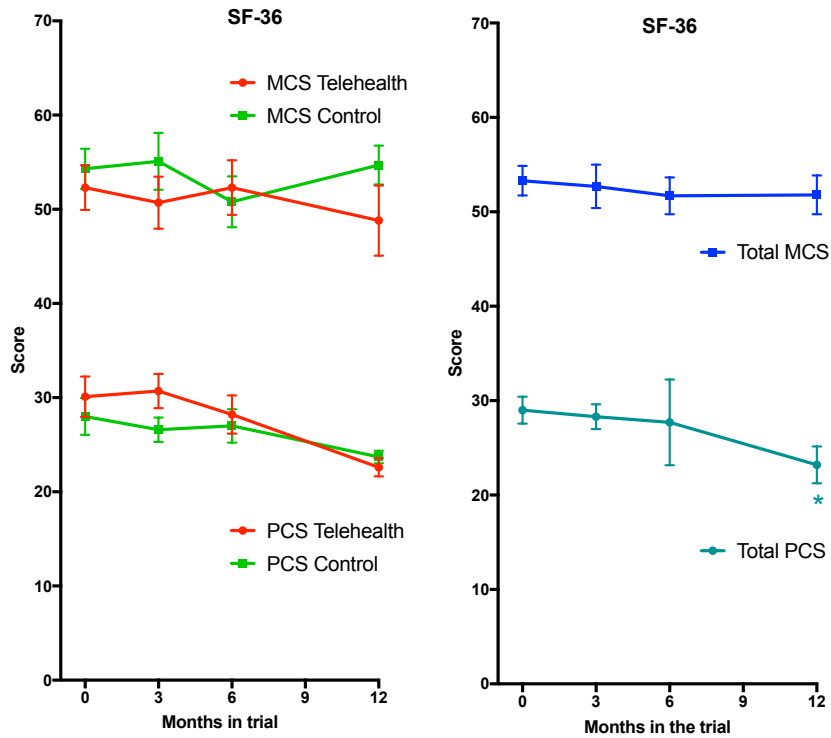 SF-36
70
60
50
40
30
20
10
0
Score
MCS Telehealth
MCS Control
PCS Telehealth
PCS Control
0 3 6 9 12
Months in trial
SF-36
70
60
50
40
30
20
10
0
Score
Total MCS
*
Total PCS
0 3 6 9 12
Months in the trial